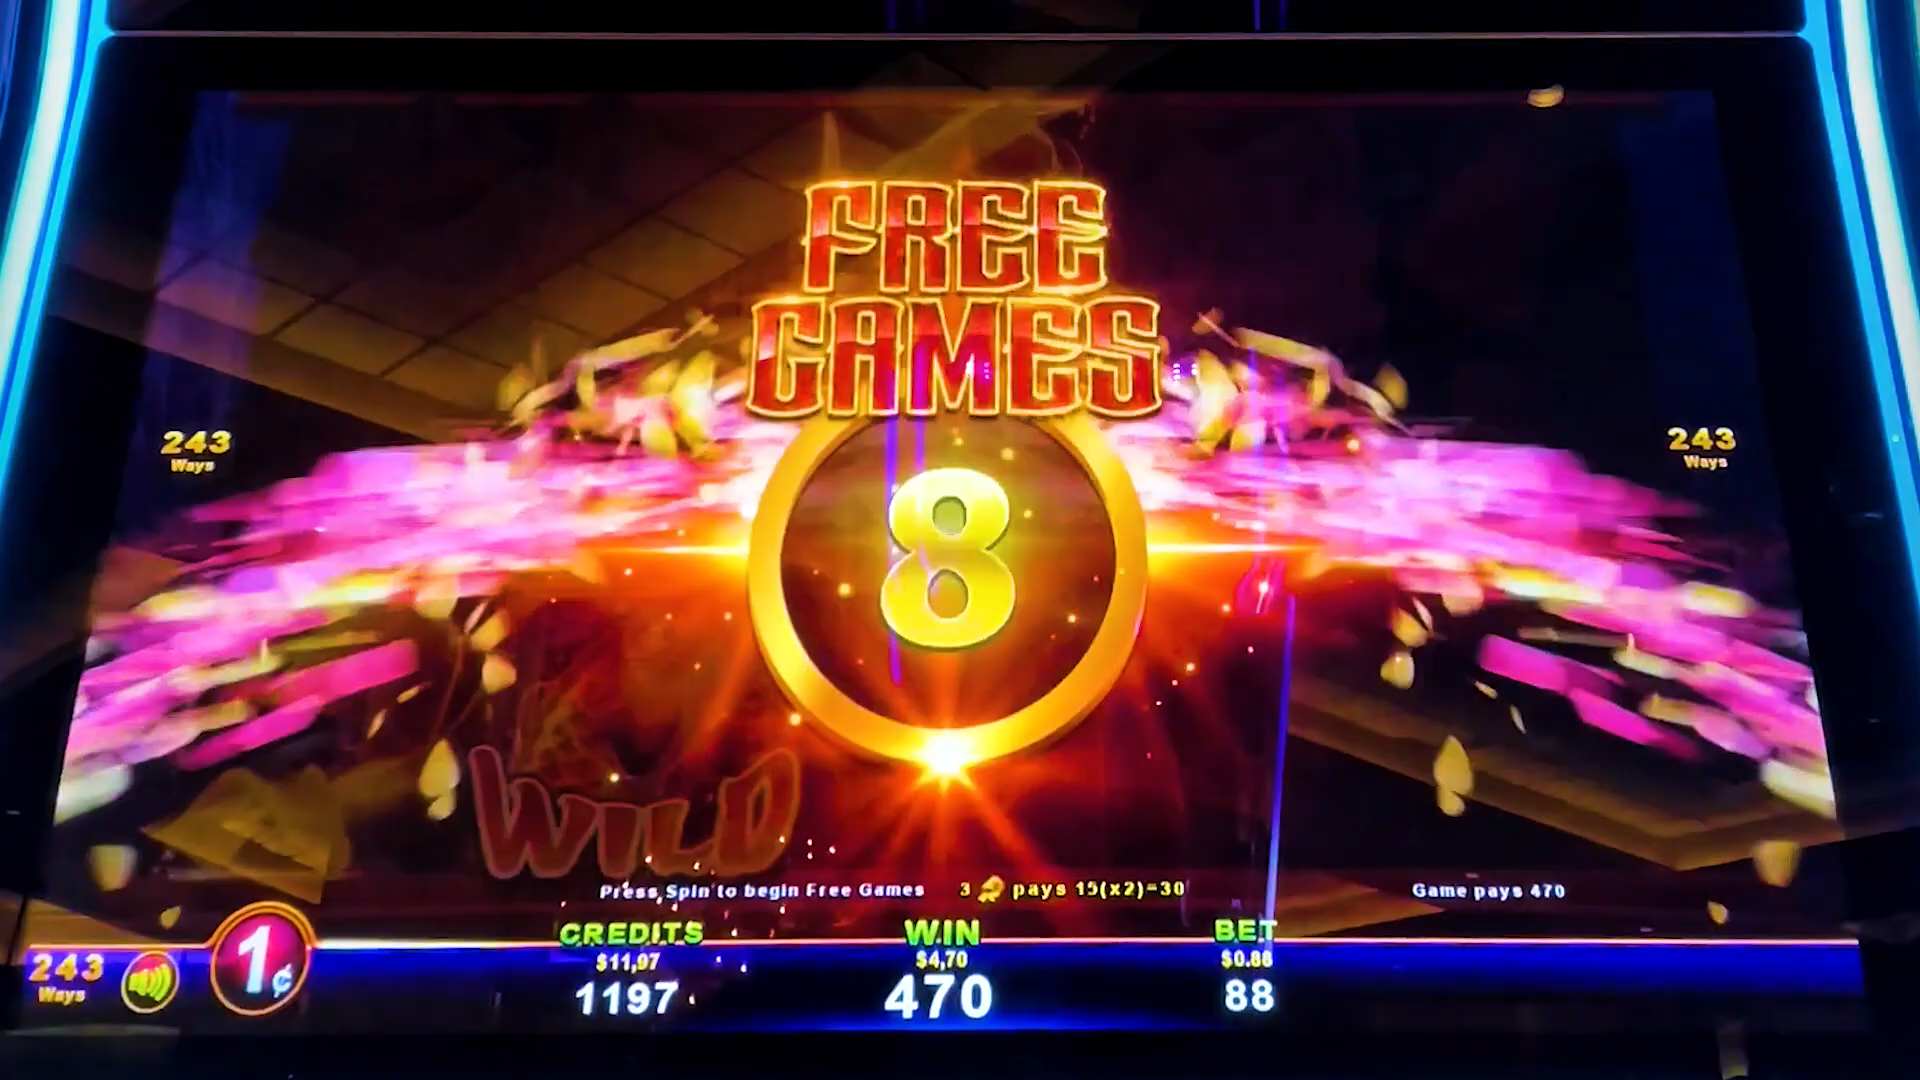 FREE
GAMES
8
243
Ways
243
Ways
WILD
Press Spin to begin Free Games
3 pays 15(x2)=30
Game pays 470
243
Ways
1¢
CREDITS
$11,97
1197
WIN
$4,70
470
BET
$0.88
88